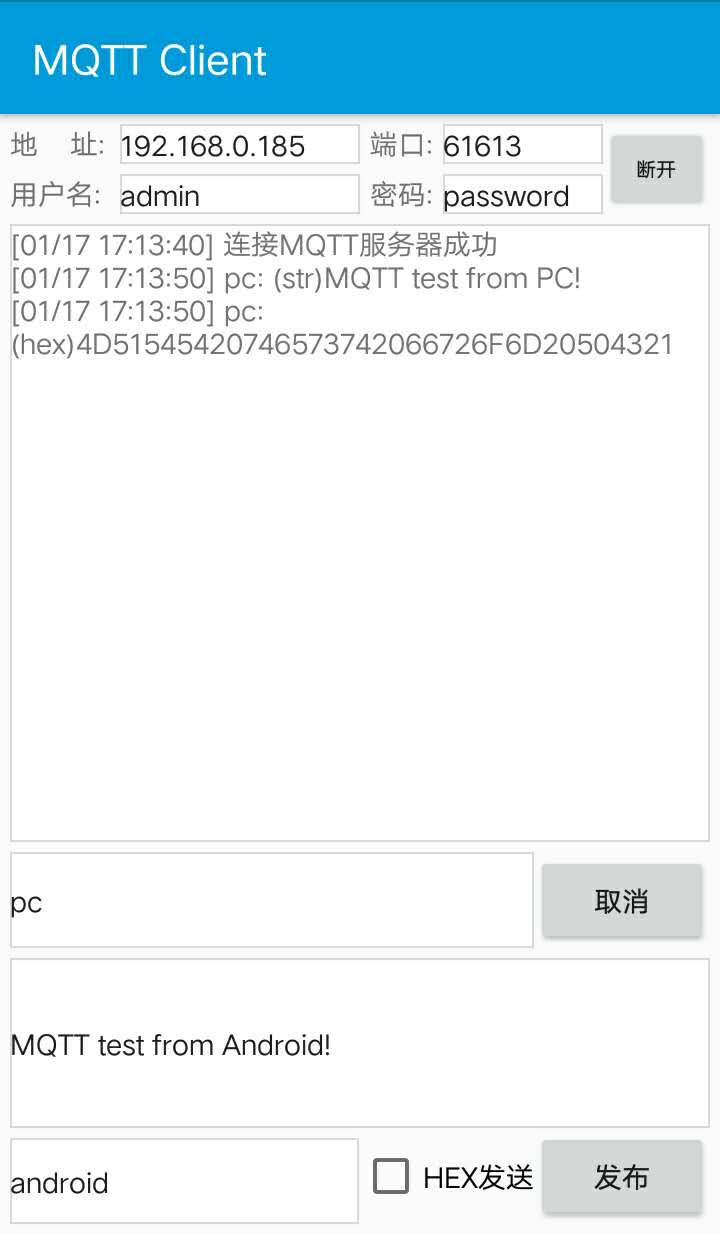 MQTT Client
地 址: 192.168.0.185 端口: 61613 断开
用户名: admin 密码: password
[01/17 17:13:40] 连接MQTT服务器成功
[01/17 17:13:50] pc: (str)MQTT test from PC!
[01/17 17:13:50] pc:
(hex)4D515454207465737420​66726F6D20504321
pc 取消
MQTT test from Android!
android HEX发送 发布